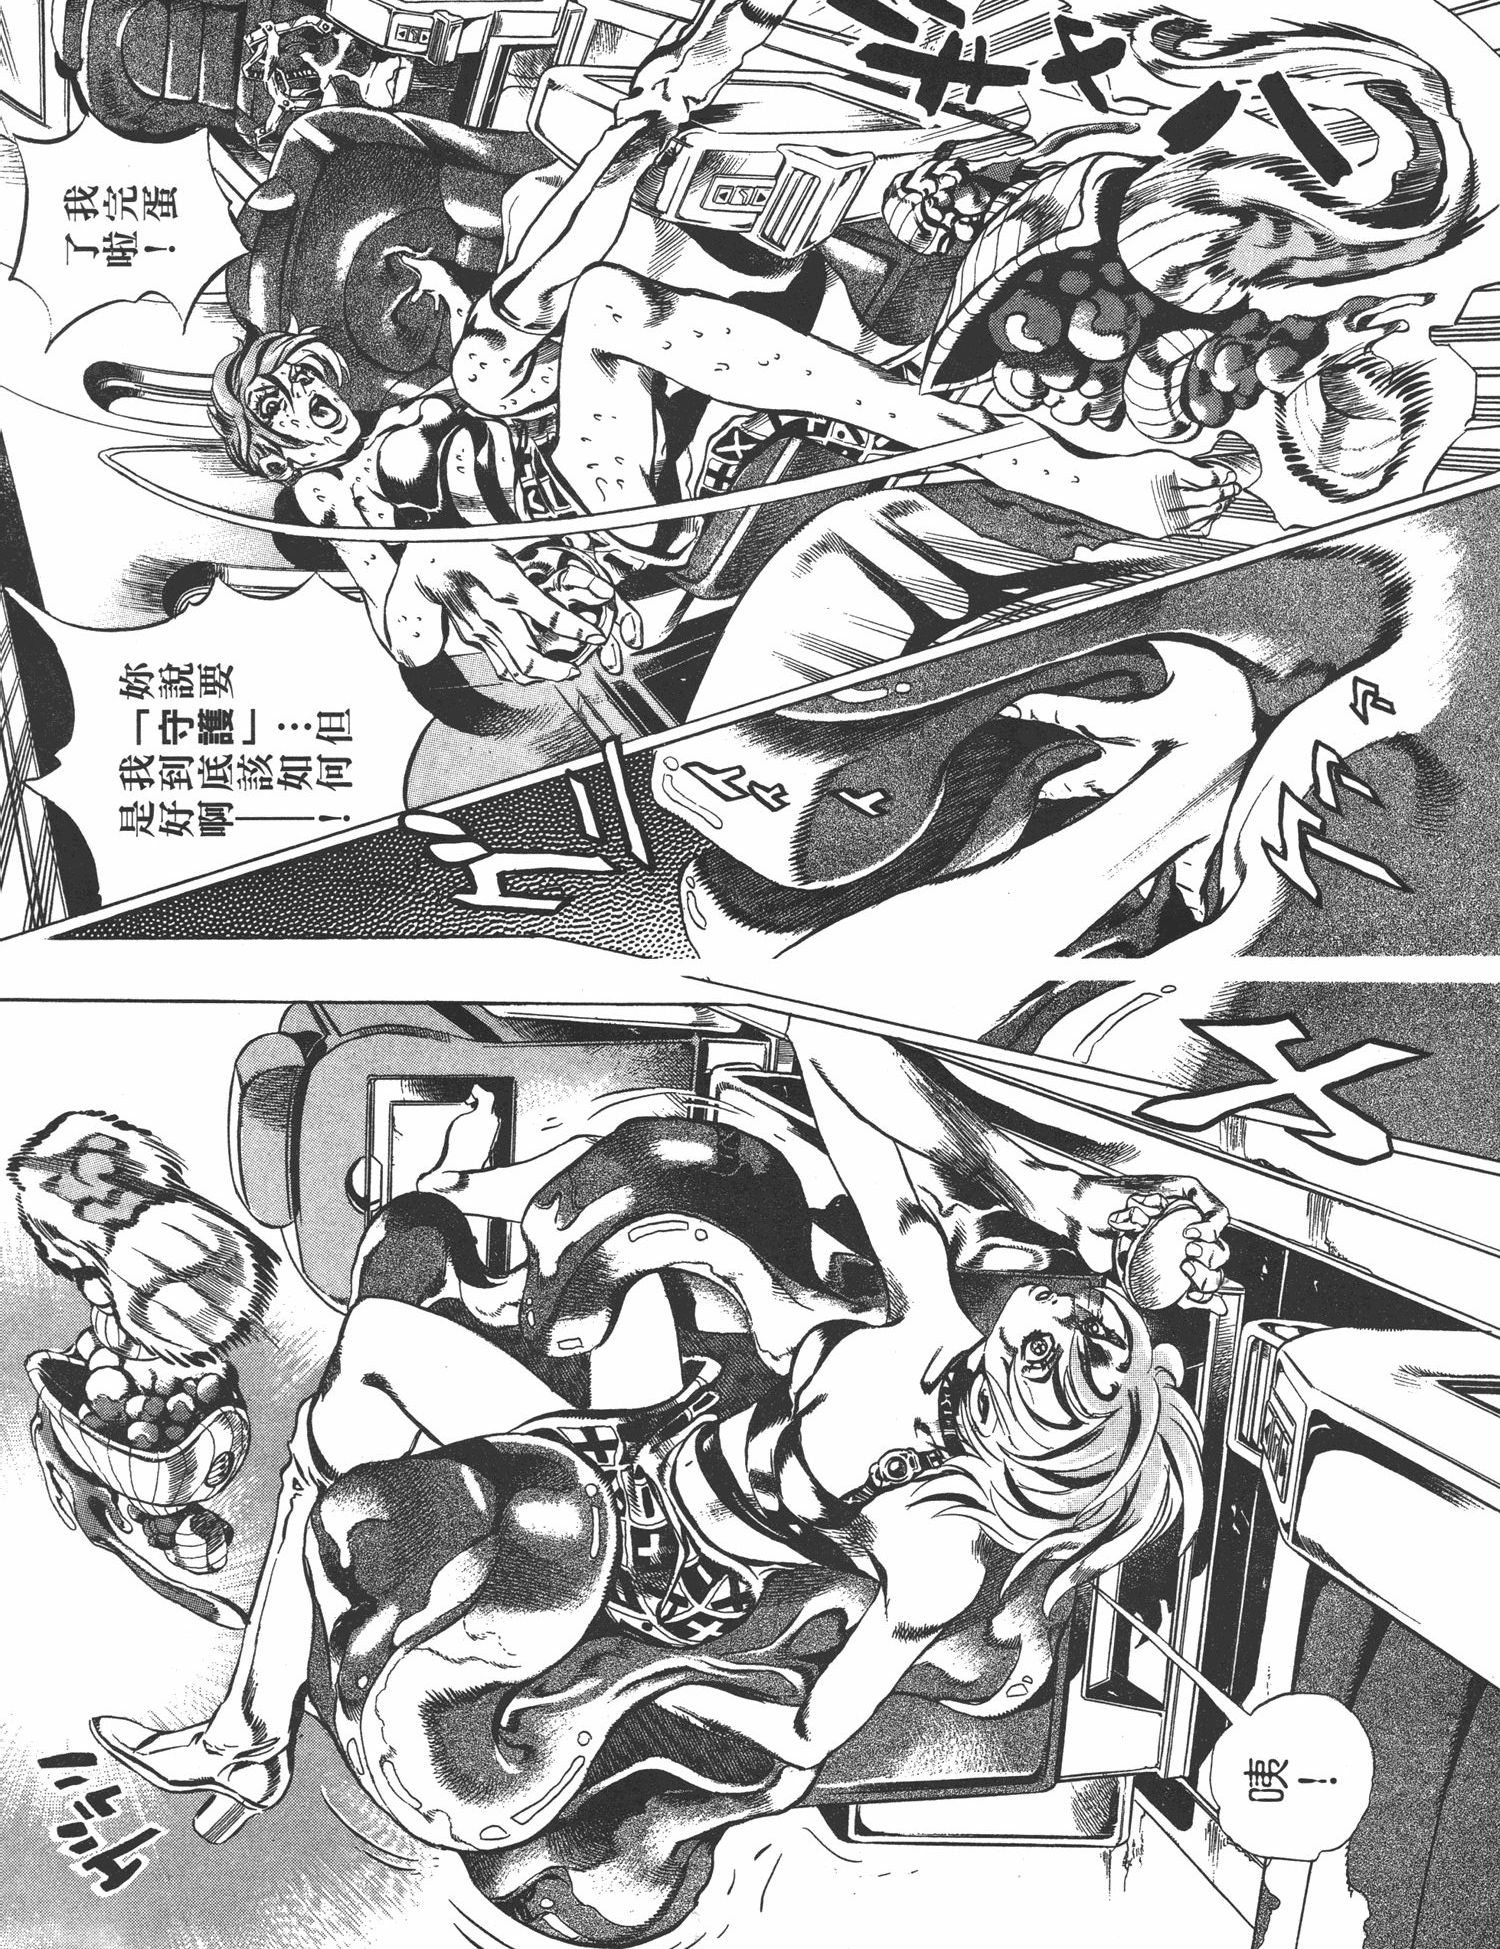 我完蛋
了啦！
妳說要
「守護」…但
我到底該如何
是好啊——！
咦！